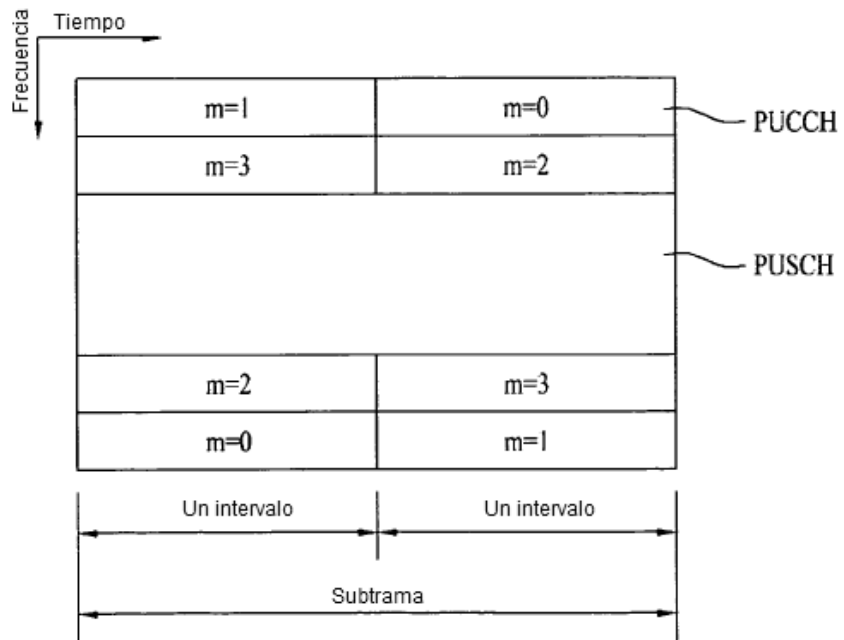 Tiempo
Frecuencia
m=1 m=0
PUCCH
m=3 m=2
PUSCH
m=2 m=3
m=0 m=1
Un intervalo Un intervalo
Subtrama